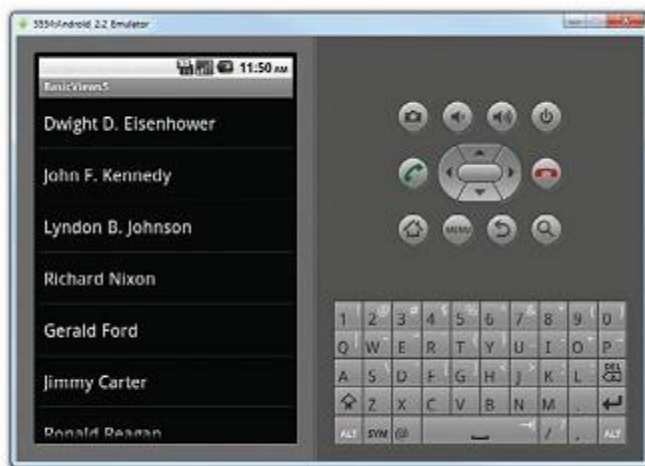 5554:Android 2.2 Emulator
11:50 AM
BasicViews5
Dwight D. Eisenhower
John F. Kennedy
Lyndon B. Johnson
Richard Nixon
Gerald Ford
Jimmy Carter
Ronald Reagan
MENU
1 2 3 4 5 6 7 8 9 0
Q W E R T Y U I O P
A S D F G H J K L DEL
Z X C V B N M .
ALT SYM @ / , ALT